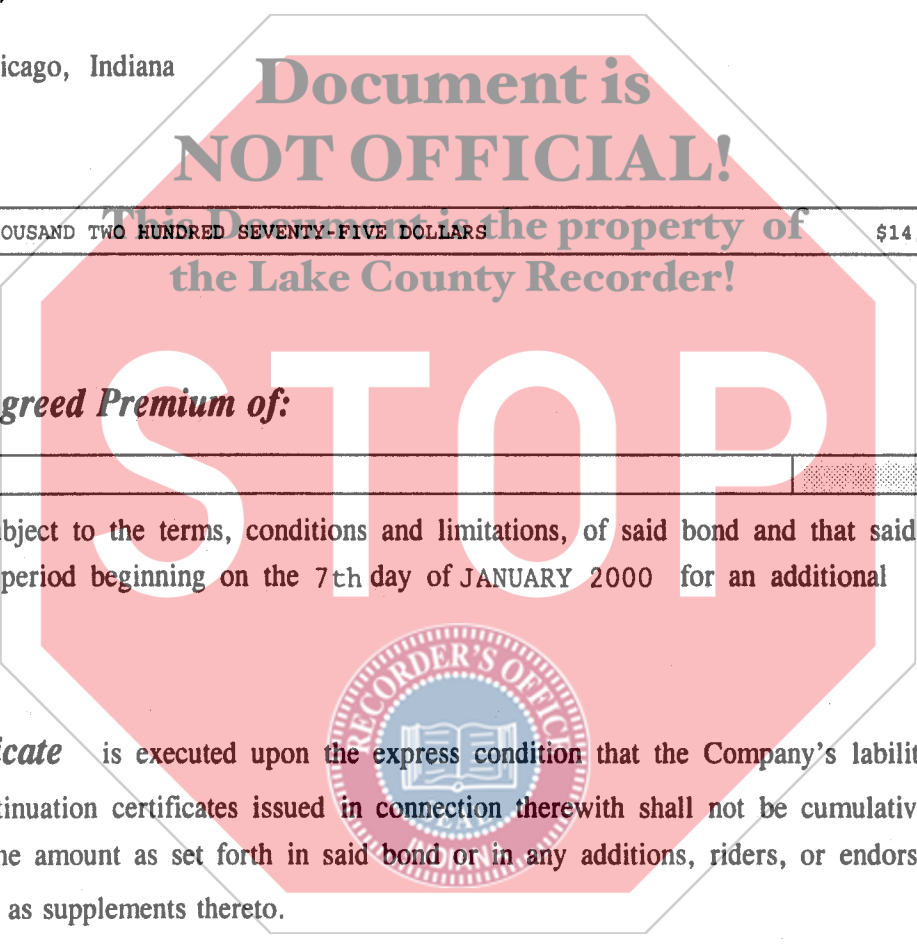 icago, Indiana
Document is
NOT OFFICIAL!
This Document is the property of
the Lake County Recorder!
OUSAND TWO HUNDRED SEVENTY-FIVE DOLLARS $14
STOP
greed Premium of:
bject to the terms, conditions and limitations, of said bond and that said
period beginning on the 7th day of JANUARY 2000 for an additional
RECORDER'S OFFICE
SEAL
INDIANA
icate is executed upon the express condition that the Company's labilit
tinuation certificates issued in connection therewith shall not be cumulativ
ne amount as set forth in said bond or in any additions, riders, or endors
as supplements thereto.